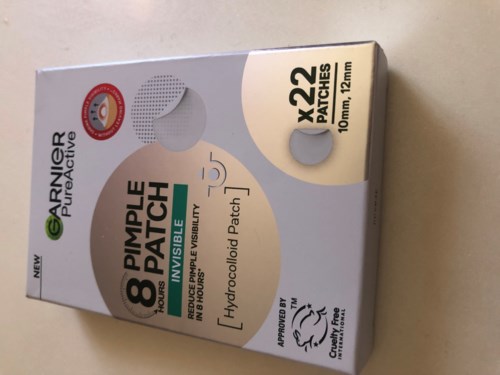 NEW
GARNIER
PureActive
8
HOURS
PIMPLE
PATCH
INVISIBLE
REDUCE PIMPLE VISIBILITY
IN 8 HOURS*
[Hydrocolloid Patch]
x22
PATCHES
10mm, 12mm
APPROVED BY
TM
Cruelty Free
INTERNATIONAL